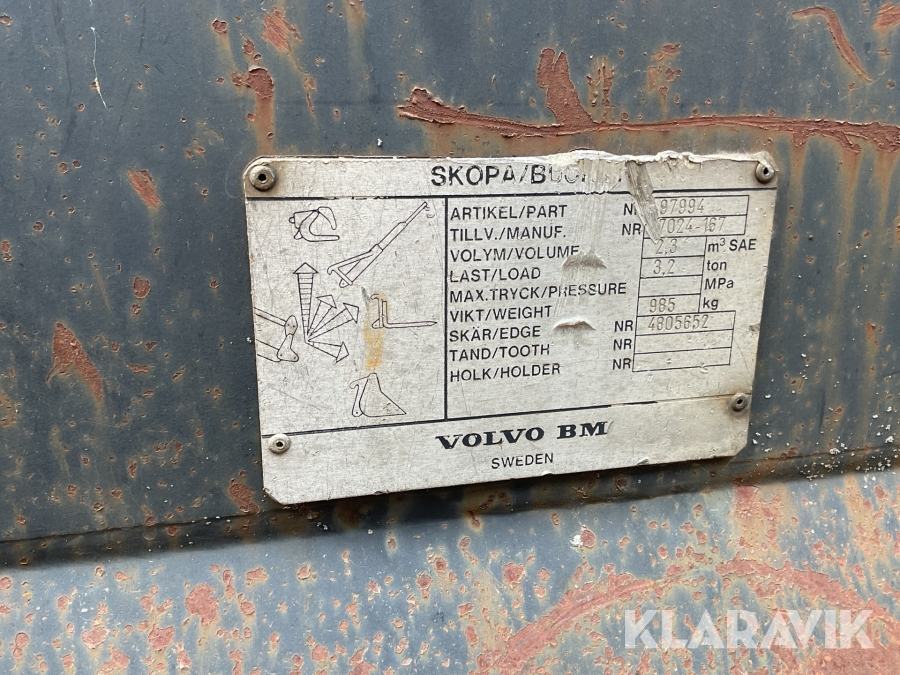 SKOPA/
ARTIKEL/PART NR 97994
TILLV./MANUF. NR 7024-167
VOLYM/VOLUME 2,3 m³ SAE
LAST/LOAD 3,2 ton
MAX.TRYCK/PRESSURE MPa
VIKT/WEIGHT 985 kg
SKÄR/EDGE NR 4805652
TAND/TOOTH NR -
HOLK/HOLDER NR -
VOLVO BM
SWEDEN
KLARAVIK